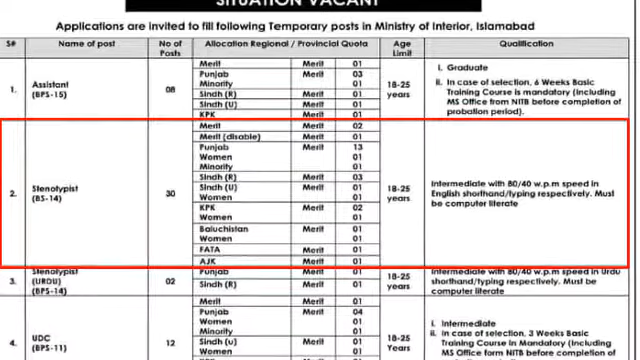 SITUATION VACANT
Applications are invited to fill following Temporary posts in Ministry of Interior, Islamabad
S# Name of post No of Posts Allocation Regional / Provincial Quota Age Limit Qualification
1. Assistant (BPS-15) 08 18-25 years
Merit Merit 01
Punjab Merit 03
Minority 01
Sindh (R) Merit 01
Sindh (U) Merit 01
KPK Merit 01
i. Graduate
ii. In case of selection, 6 Weeks Basic
Training Course is mandatory (Including
MS Office from NITB before completion of
probation period).
2. Stenotypist (BS-14) 30 18-25 years
Merit Merit 02
Merit (disable) Merit 01
Punjab Merit 13
Women 01
Minority 01
Sindh (R) Merit 03
Sindh (U) Merit 01
Women 01
KPK Merit 02
Women 01
Baluchistan Merit 01
Women 01
FATA Merit 01
AJK Merit 01
Intermediate with 80/40 w.p.m speed in
English shorthand/typing respectively. Must
be computer literate
3. Stenotypist (URDU) (BPS-14) 02 18-25 years
Punjab Merit 01
Sindh (R) Merit 01
Intermediate with 80/40 w.p.m speed in Urdu
shorthand/typing respectively. Must be
computer literate
4. UDC (BPS-11) 12 18-25 Years
Merit Merit 01
Punjab Merit 04
Women 01
Minority 01
Sindh (u) Merit 01
Women 01
i. Intermediate
ii. In case of selection, 3 Weeks Basic
Training Course in Mandatory (Including
MS Office form NITB before completion of